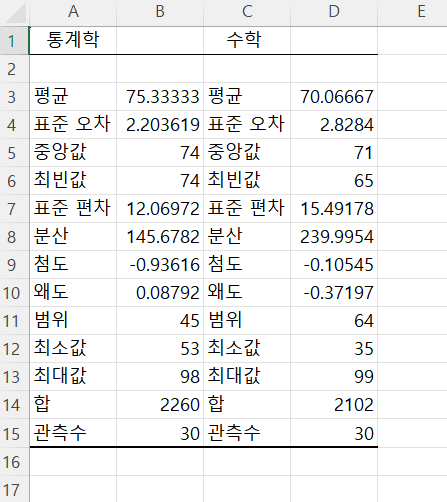 A B C D E
1 통계학 수학
2
3 평균 75.33333 평균 70.06667
4 표준 오차 2.203619 표준 오차 2.8284
5 중앙값 74 중앙값 71
6 최빈값 74 최빈값 65
7 표준 편차 12.06972 표준 편차 15.49178
8 분산 145.6782 분산 239.9954
9 첨도 -0.93616 첨도 -0.10545
10 왜도 0.08792 왜도 -0.37197
11 범위 45 범위 64
12 최소값 53 최소값 35
13 최대값 98 최대값 99
14 합 2260 합 2102
15 관측수 30 관측수 30
16
17